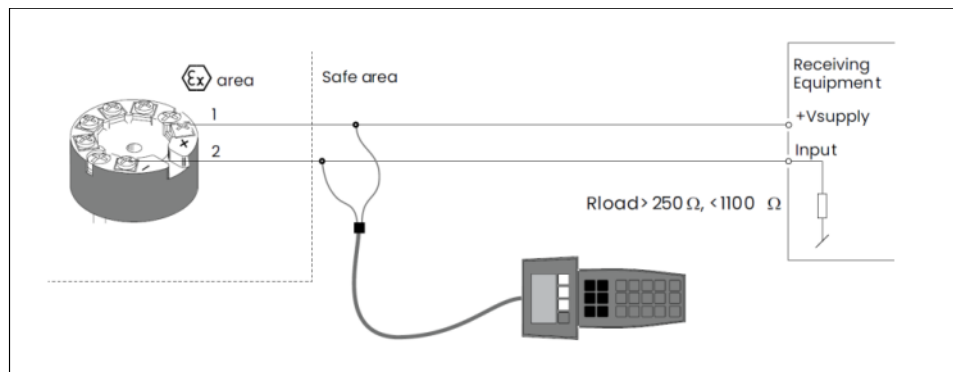 Ex area
Safe area
Receiving
Equipment
1
+Vsupply
2
Input
+
-
Rload> 250 Ω, <1100 Ω